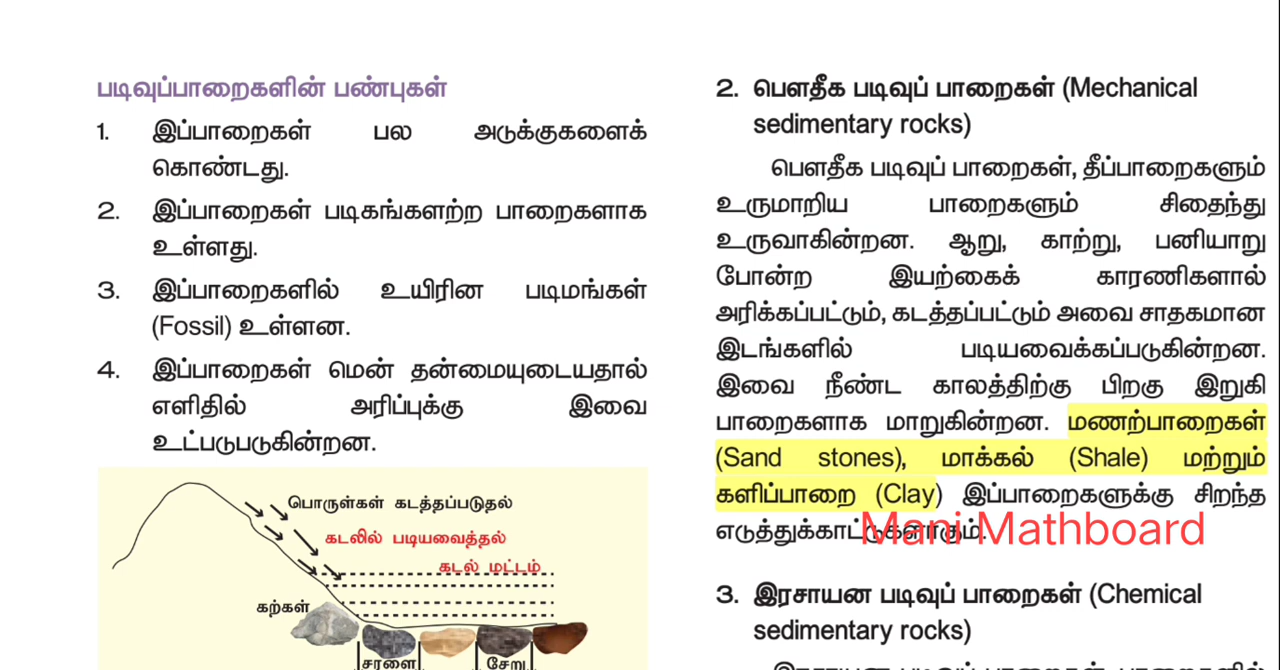 படிவுப்பாறைகளின் பண்புகள்
1. இப்பாறைகள் பல அடுக்குகளைக்
கொண்டது.
2. இப்பாறைகள் படிகங்களற்ற பாறைகளாக
உள்ளது.
3. இப்பாறைகளில் உயிரின படிமங்கள்
(Fossil) உள்ளன.
4. இப்பாறைகள் மென் தன்மையுடையதால்
எளிதில் அரிப்புக்கு இவை
உட்படுபடுகின்றன.
பொருள்கள் கடத்தப்படுதல்
கடலில் படியவைத்தல்
கடல் மட்டம்
கற்கள்
சரளை
சேறு
2. பௌதீக படிவுப் பாறைகள் (Mechanical
sedimentary rocks)
பௌதீக படிவுப் பாறைகள், தீப்பாறைகளும்
உருமாறிய பாறைகளும் சிதைந்து
உருவாகின்றன. ஆறு, காற்று, பனியாறு
போன்ற இயற்கைக் காரணிகளால்
அரிக்கப்பட்டும், கடத்தப்பட்டும் அவை சாதகமான
இடங்களில் படியவைக்கப்படுகின்றன.
இவை நீண்ட காலத்திற்கு பிறகு இறுகி
பாறைகளாக மாறுகின்றன. மணற்பாறைகள்
(Sand stones), மாக்கல் (Shale) மற்றும்
களிப்பாறை (Clay) இப்பாறைகளுக்கு சிறந்த
எடுத்துக்காட்டுகளாகும்.
Mani Mathboard
3. இரசாயன படிவுப் பாறைகள் (Chemical
sedimentary rocks)